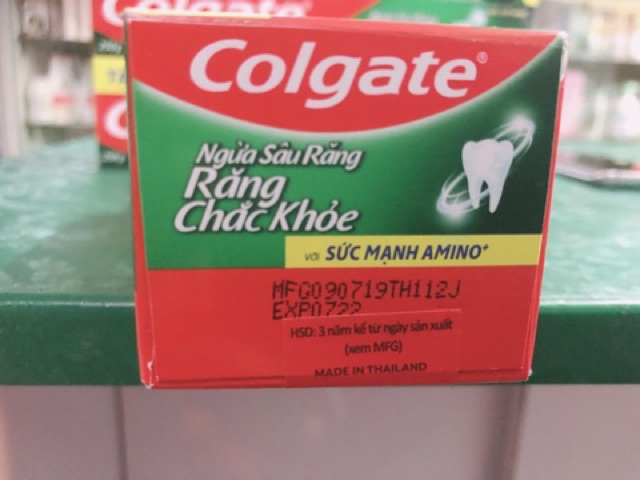 Colgate®
Ngừa Sâu Răng
Răng
Chắc Khỏe
với SỨC MẠNH AMINO+
MFG090719TH112J
EXP0722
HSD: 3 năm kể từ ngày sản xuất
(xem MFG)
MADE IN THAILAND